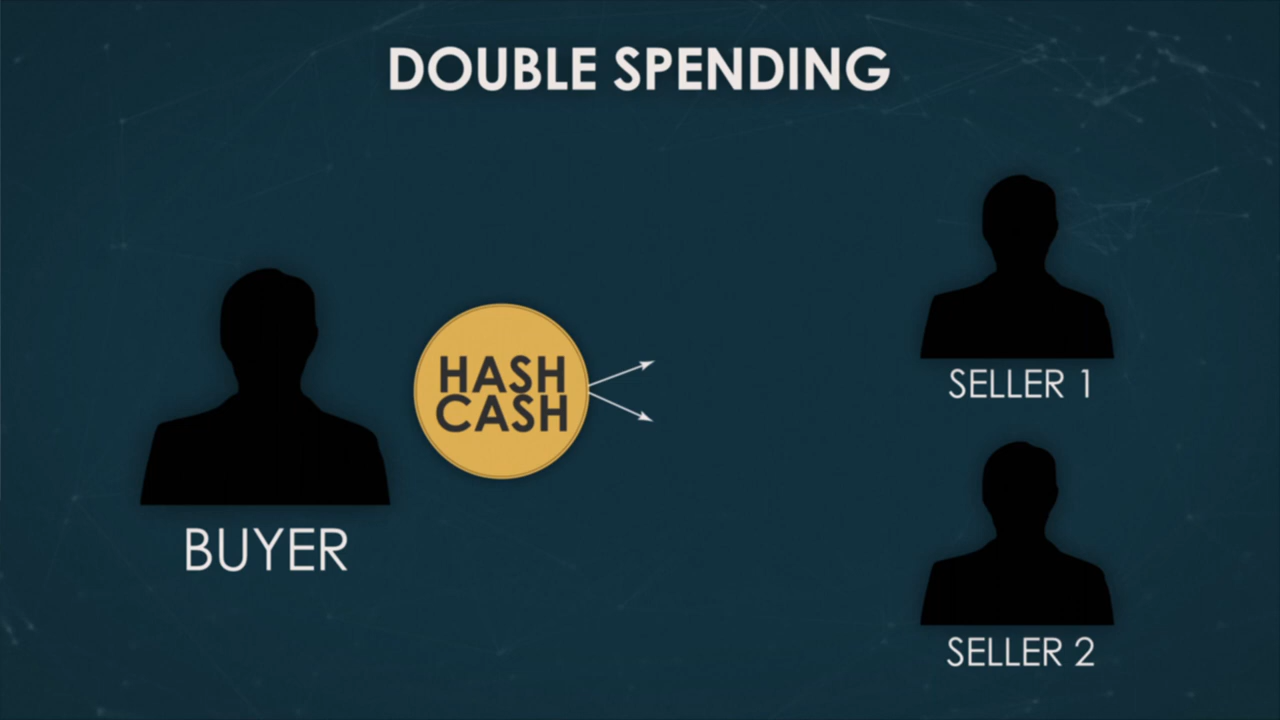 DOUBLE SPENDING
HASH
CASH
BUYER
SELLER 1
SELLER 2